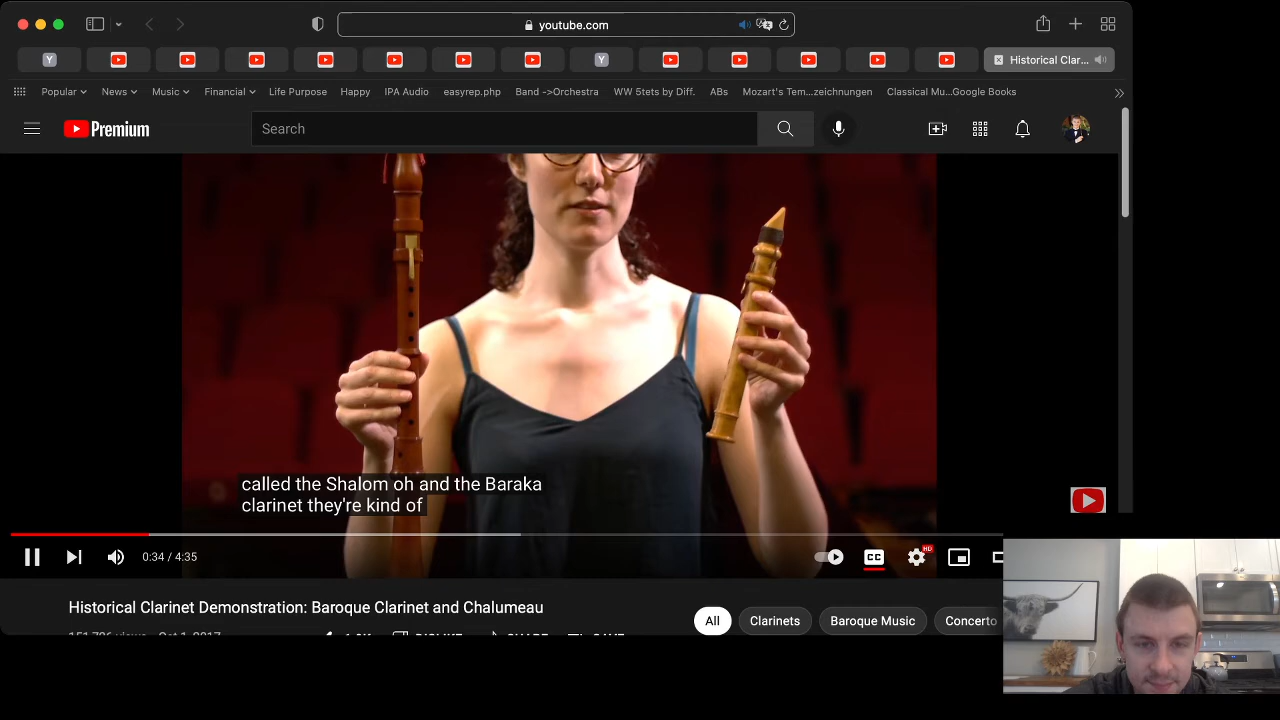 youtube.com
Y
Y
Historical Clar...
Popular
News
Music
Financial
Life Purpose
Happy
IPA Audio
easyrep.php
Band ->Orchestra
WW 5tets by Diff.
ABs
Mozart's Tem...zeichnungen
Classical Mu...Google Books
Premium
Search
called the Shalom oh and the Baraka
clarinet they're kind of
0:34 / 4:35
CC
HD
Historical Clarinet Demonstration: Baroque Clarinet and Chalumeau
All
Clarinets
Baroque Music
Concerto